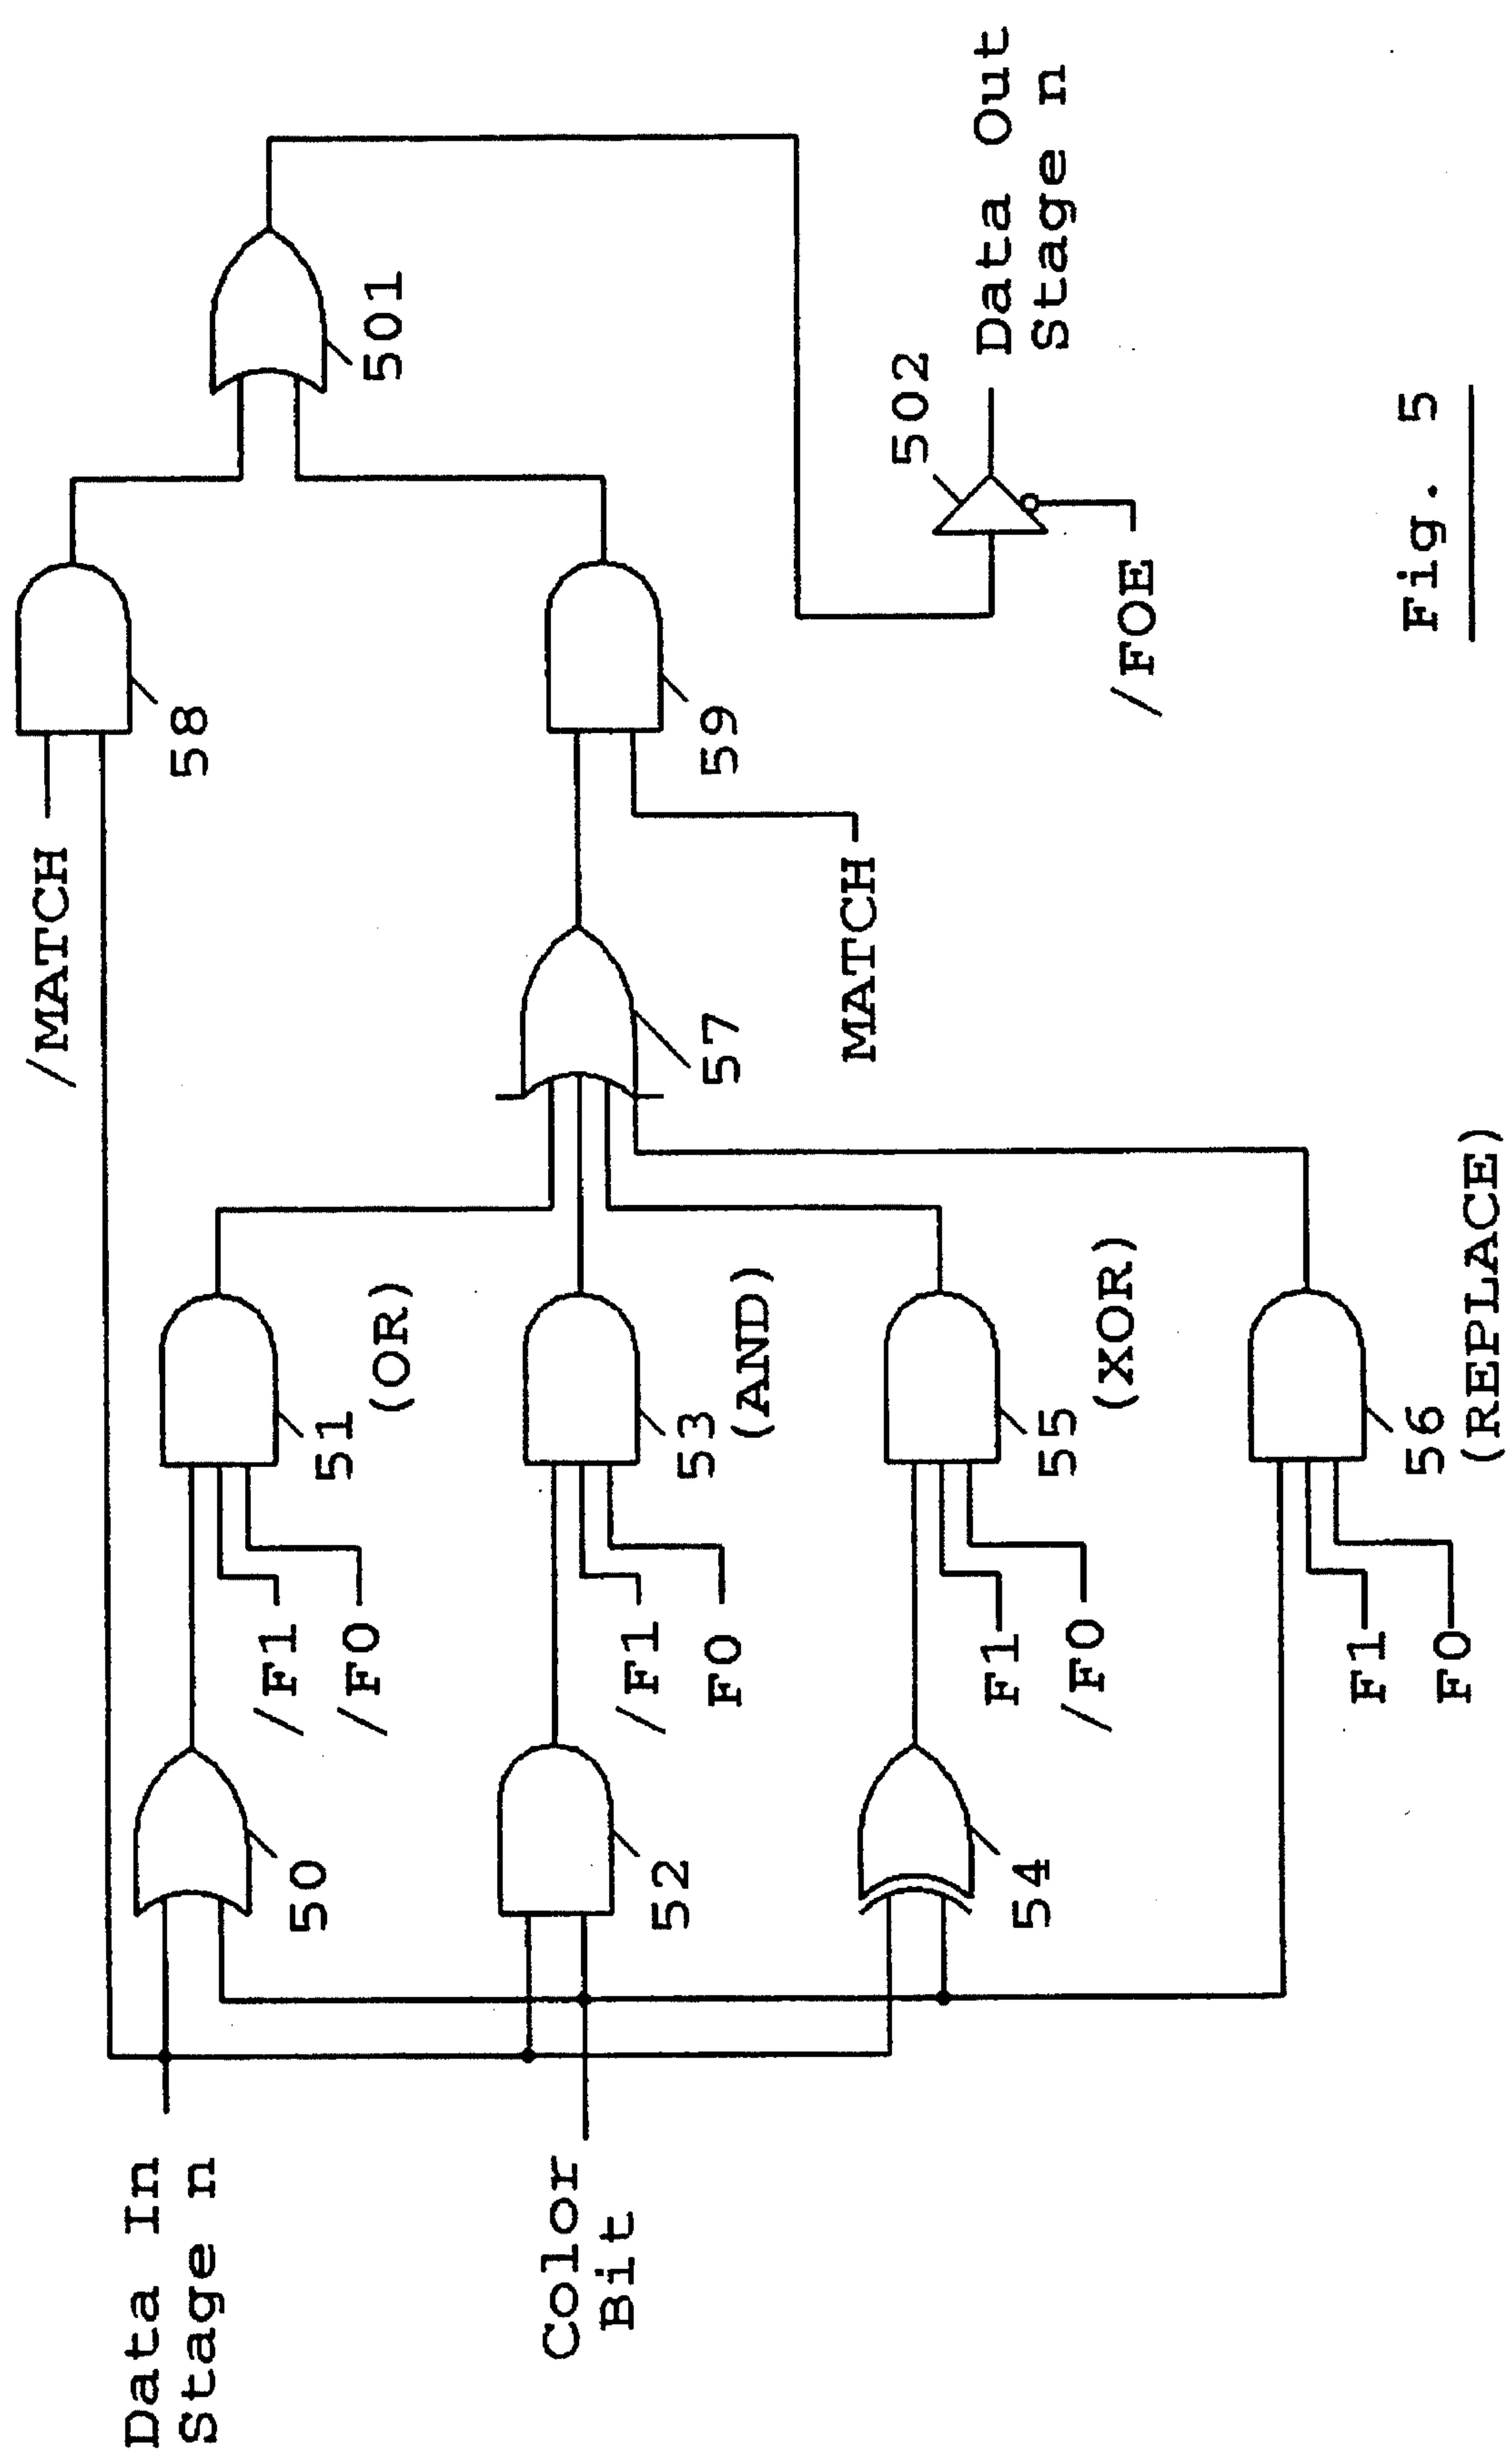 Data In
Stage n
Color
Bit
50
52
54
/F1
/F0
/F1
F0
F1
/F0
F1
F0
51
(OR)
53
(AND)
55
(XOR)
56
(REPLACE)
57
/MATCH
MATCH
58
59
501
502
/FOE
Data Out
Stage n
Fig. 5